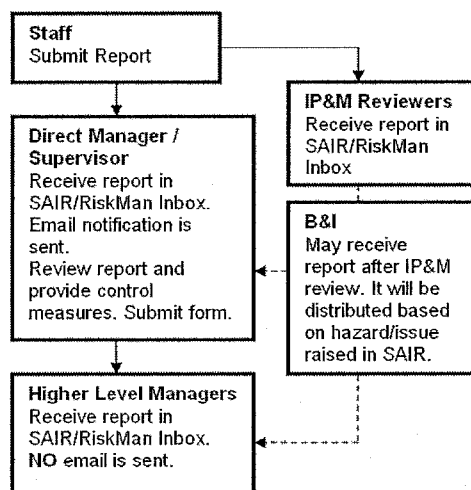 Staff
Submit Report
IP&M Reviewers
Receive report in
SAIR/RiskMan
Inbox
Direct Manager /
Supervisor
Receive report in
SAIR/RiskMan Inbox.
Email notification is
sent.
Review report and
provide control
measures. Submit form.
B&I
May receive
report after IP&M
review. It will be
distributed based
on hazard/issue
raised in SAIR.
Higher Level Managers
Receive report in
SAIR/RiskMan Inbox.
NO email is sent.